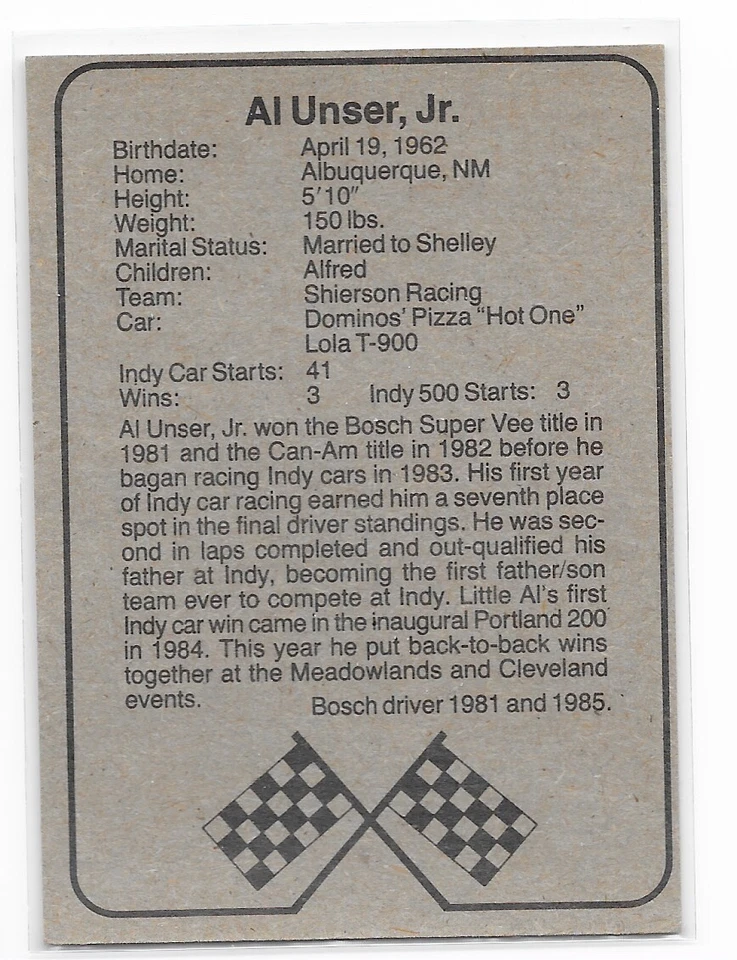 Al Unser, Jr.
Birthdate: April 19, 1962
Home: Albuquerque, NM
Height: 5'10"
Weight: 150 lbs.
Marital Status: Married to Shelley
Children: Alfred
Team: Shierson Racing
Car: Dominos' Pizza "Hot One"
Lola T-900
Indy Car Starts: 41
Wins: 3 Indy 500 Starts: 3
Al Unser, Jr. won the Bosch Super Vee title in
1981 and the Can-Am title in 1982 before he
bagan racing Indy cars in 1983. His first year
of Indy car racing earned him a seventh place
spot in the final driver standings. He was sec-
ond in laps completed and out-qualified his
father at Indy, becoming the first father/son
team ever to compete at Indy. Little Al's first
Indy car win came in the inaugural Portland 200
in 1984. This year he put back-to-back wins
together at the Meadowlands and Cleveland
events. Bosch driver 1981 and 1985.